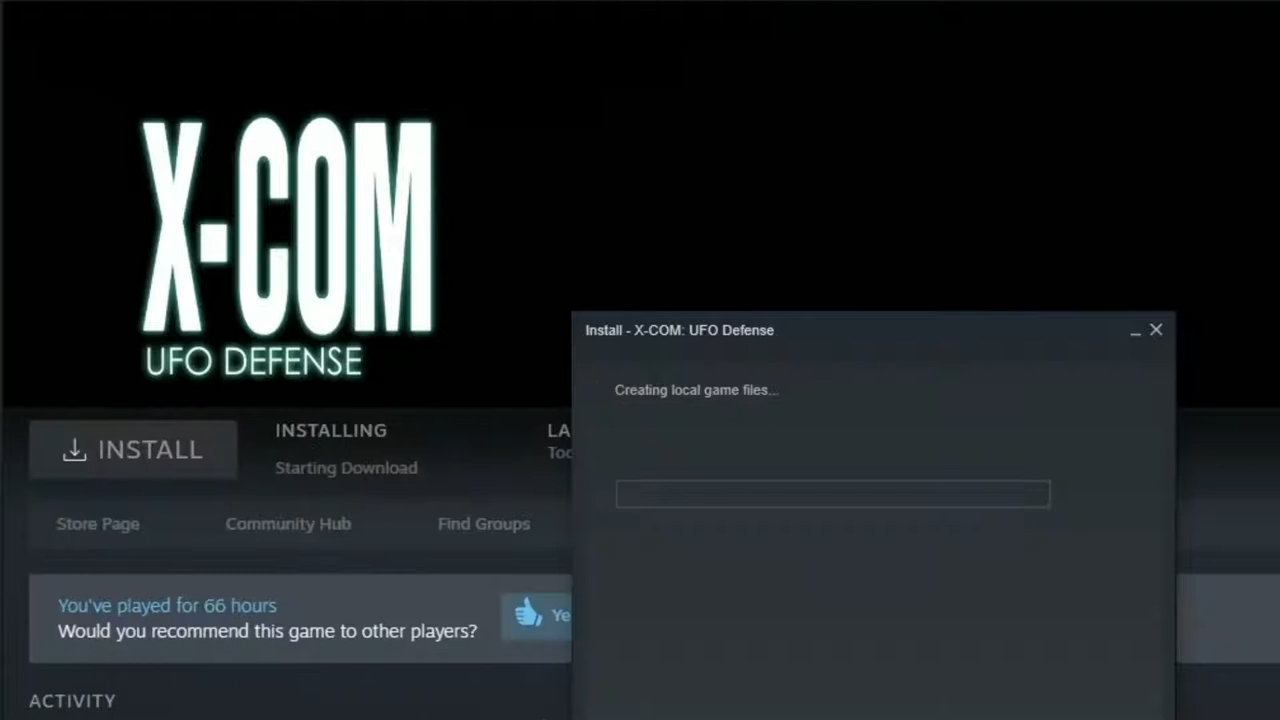 X-COM
UFO DEFENSE
Install - X-COM: UFO Defense
Creating local game files...
INSTALL
INSTALLING
Starting Download
Store Page
Community Hub
Find Groups
You've played for 66 hours
Would you recommend this game to other players?
ACTIVITY